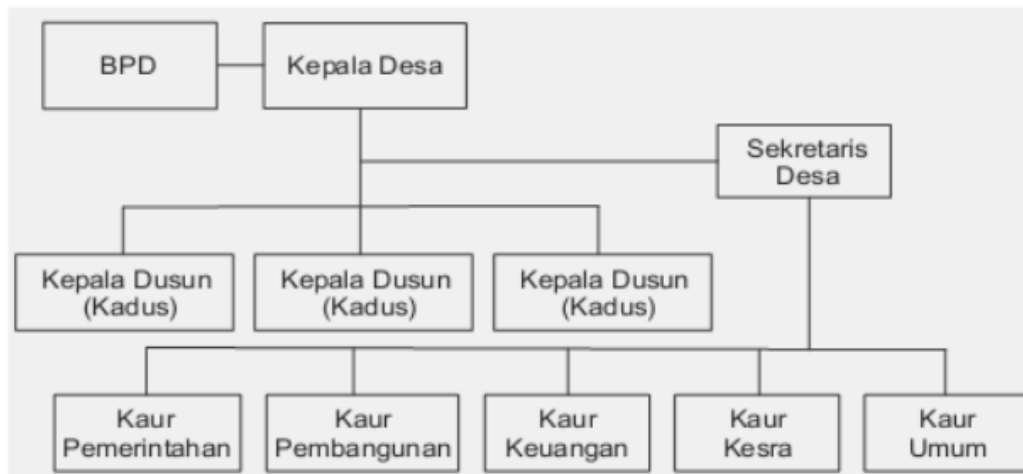 BPD
Kepala Desa
Sekretaris
Desa
Kepala Dusun
(Kadus)
Kepala Dusun
(Kadus)
Kepala Dusun
(Kadus)
Kaur
Pemerintahan
Kaur
Pembangunan
Kaur
Keuangan
Kaur
Kesra
Kaur
Umum